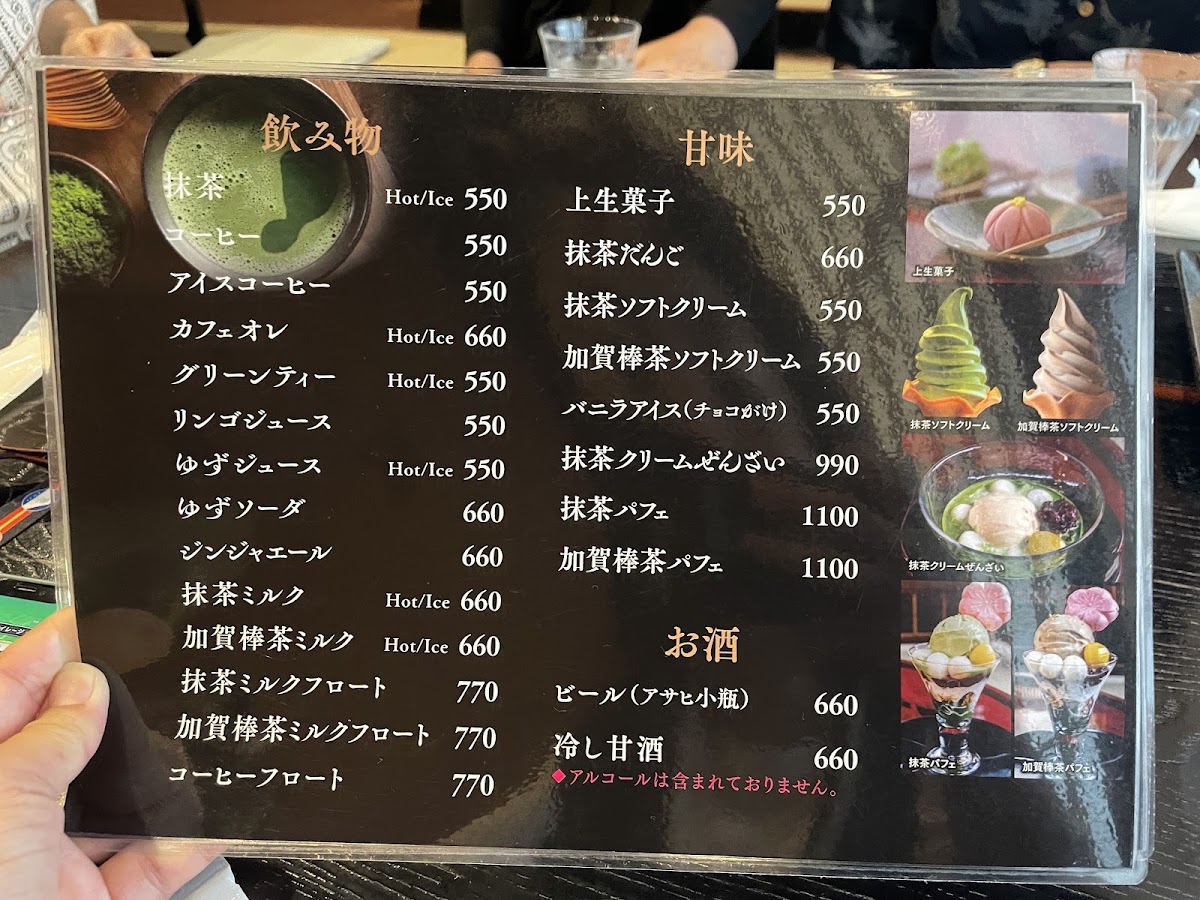 飲み物
抹茶 Hot/Ice 550
コーヒー 550
アイスコーヒー 550
カフェオレ Hot/Ice 660
グリーンティー Hot/Ice 550
リンゴジュース 550
ゆずジュース Hot/Ice 550
ゆずソーダ 660
ジンジャエール 660
抹茶ミルク Hot/Ice 660
加賀棒茶ミルク Hot/Ice 660
抹茶ミルクフロート 770
加賀棒茶ミルクフロート 770
コーヒーフロート 770
甘味
上生菓子 550
抹茶だんご 660
抹茶ソフトクリーム 550
加賀棒茶ソフトクリーム 550
バニラアイス(チョコがけ) 550
抹茶クリームぜんざい 990
抹茶パフェ 1100
加賀棒茶パフェ 1100
お酒
ビール(アサヒ小瓶) 660
冷し甘酒 660
◆アルコールは含まれておりません。
上生菓子
抹茶ソフトクリーム
加賀棒茶ソフトクリーム
抹茶クリームぜんざい
抹茶パフェ
加賀棒茶パフェ